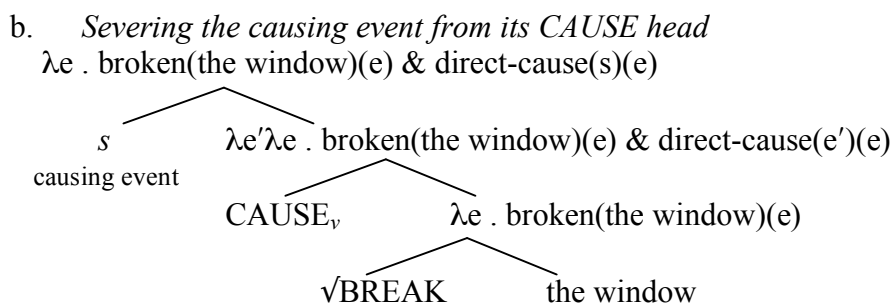 b. Severing the causing event from its CAUSE head
λe . broken(the window)(e) & direct-cause(s)(e)
s λe′λe . broken(the window)(e) & direct-cause(e′)(e)
causing event
CAUSEv λe . broken(the window)(e)
√BREAK the window